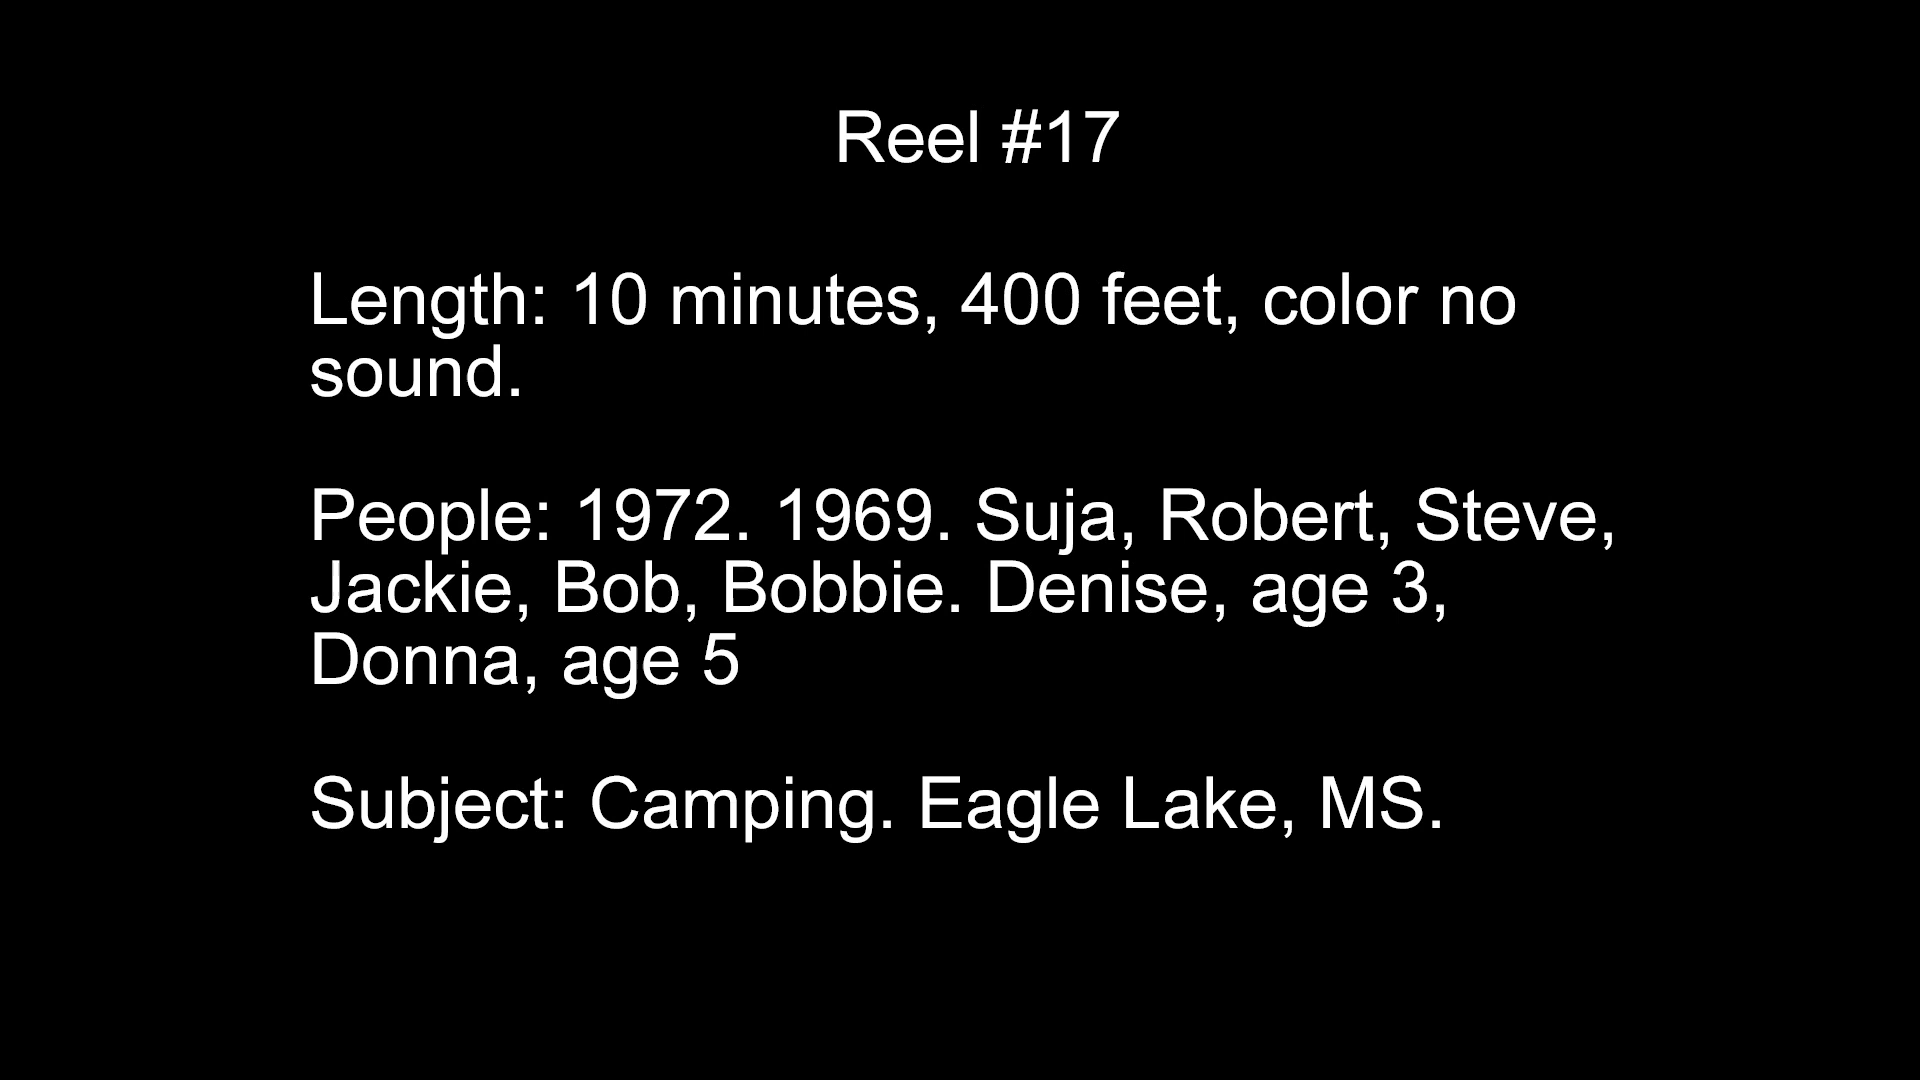 Reel #17
Length: 10 minutes, 400 feet, color no
sound.
People: 1972. 1969. Suja, Robert, Steve,
Jackie, Bob, Bobbie. Denise, age 3,
Donna, age 5
Subject: Camping. Eagle Lake, MS.